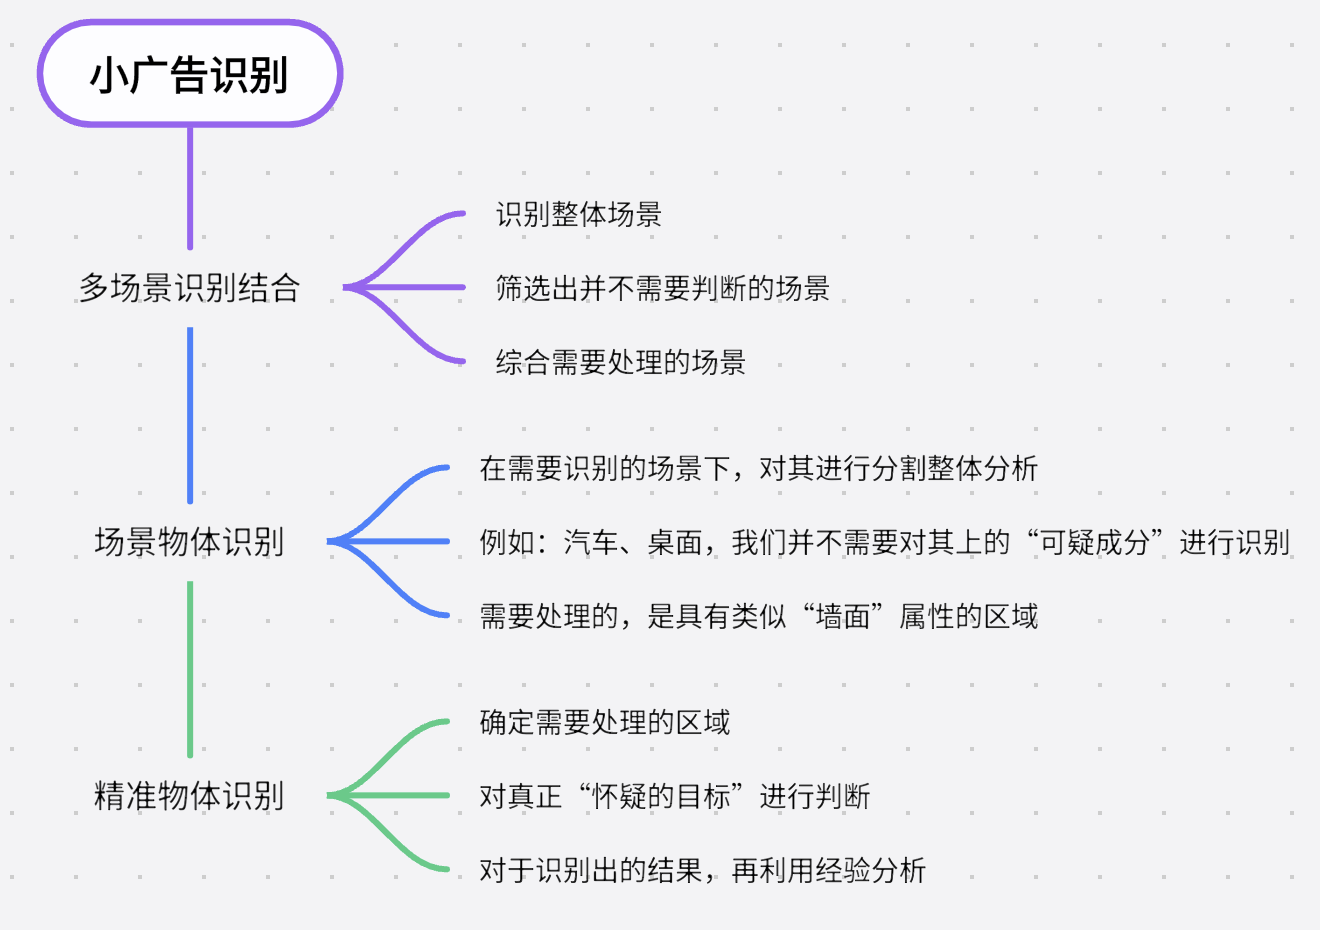 小广告识别
多场景识别结合
识别整体场景
筛选出并不需要判断的场景
综合需要处理的场景
场景物体识别
在需要识别的场景下，对其进行分割整体分析
例如：汽车、桌面，我们并不需要对其上的“可疑成分”进行识别
需要处理的，是具有类似“墙面”属性的区域
精准物体识别
确定需要处理的区域
对真正“怀疑的目标”进行判断
对于识别出的结果，再利用经验分析